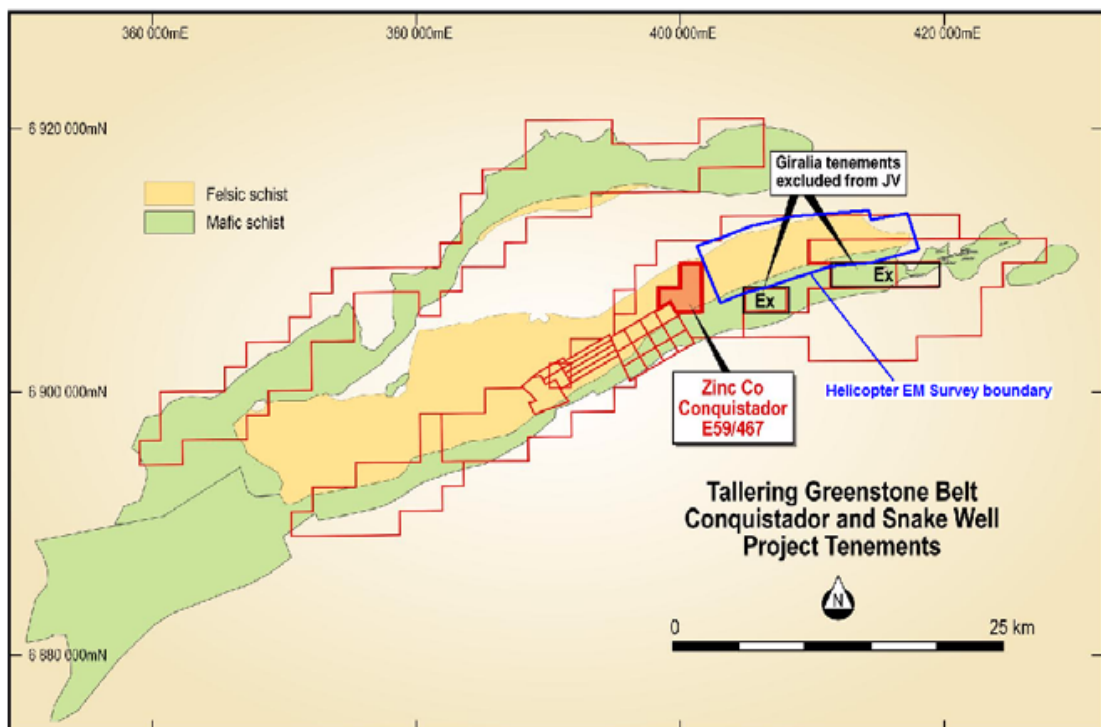 360 000mE
380 000mE
400 000mE
420 000mE
6 920 000mN
Giralia tenements
excluded from JV
Felsic schist
Mafic schist
Ex
Ex
6 900 000mN
Zinc Co
Conquistador
E59/467
Helicopter EM Survey boundary
Tallering Greenstone Belt
Conquistador and Snake Well
Project Tenements
N
0
25 km
6 880 000mN